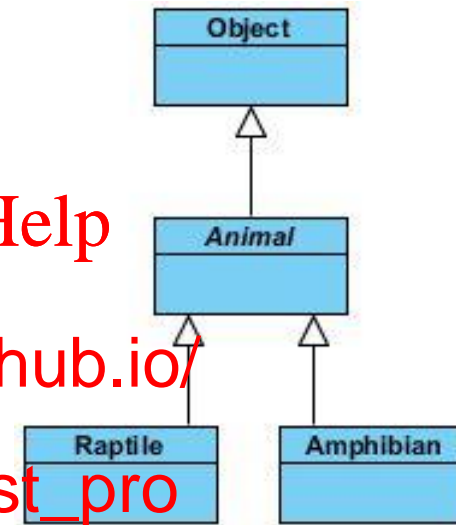 Object
Help
Animal
hub.io/
Raptile
Amphibian
st_pro